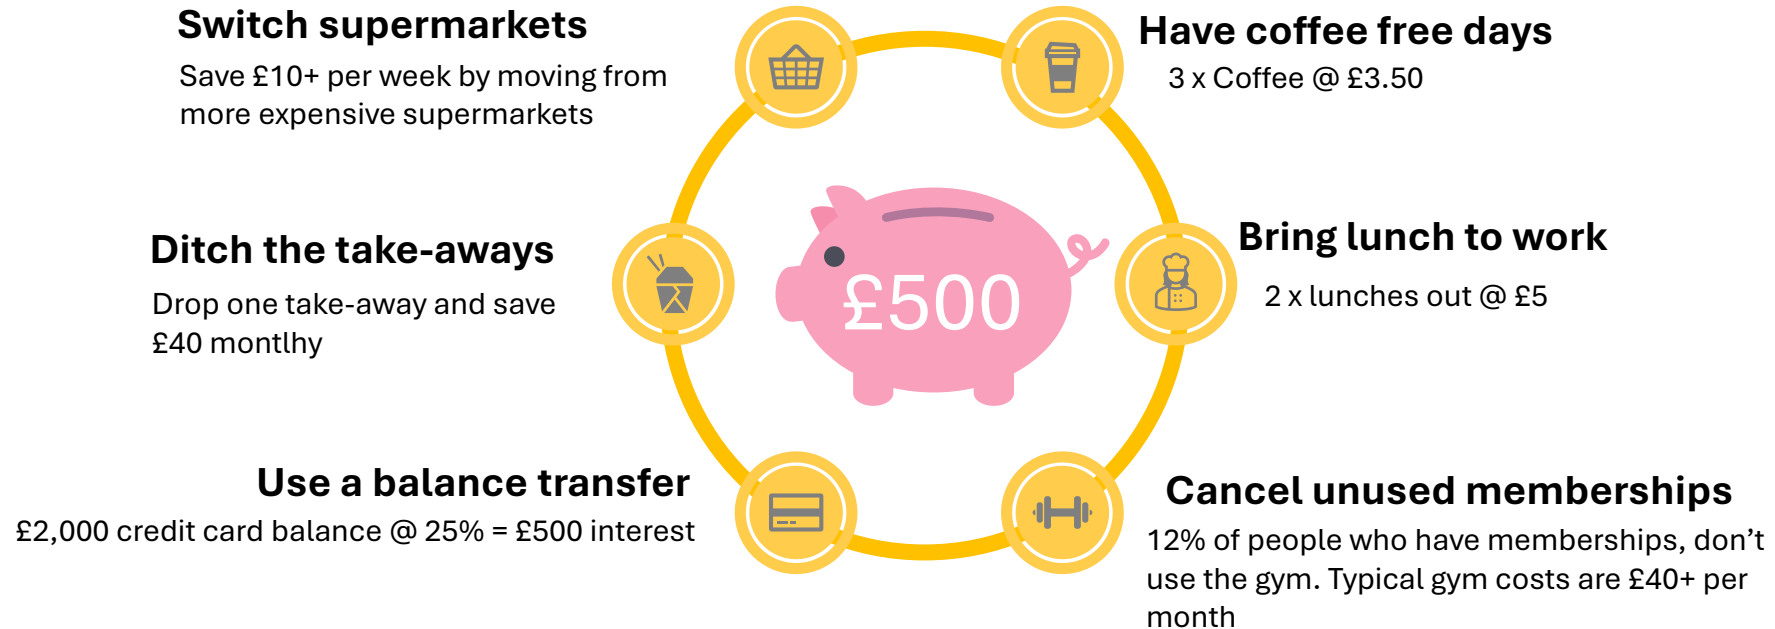 Switch supermarkets
Save £10+ per week by moving from
more expensive supermarkets
Have coffee free days
3 x Coffee @ £3.50
Ditch the take-aways
Drop one take-away and save
£40 montlhy
£500
Bring lunch to work
2 x lunches out @ £5
Use a balance transfer
£2,000 credit card balance @ 25% = £500 interest
Cancel unused memberships
12% of people who have memberships, don’t
use the gym. Typical gym costs are £40+ per
month